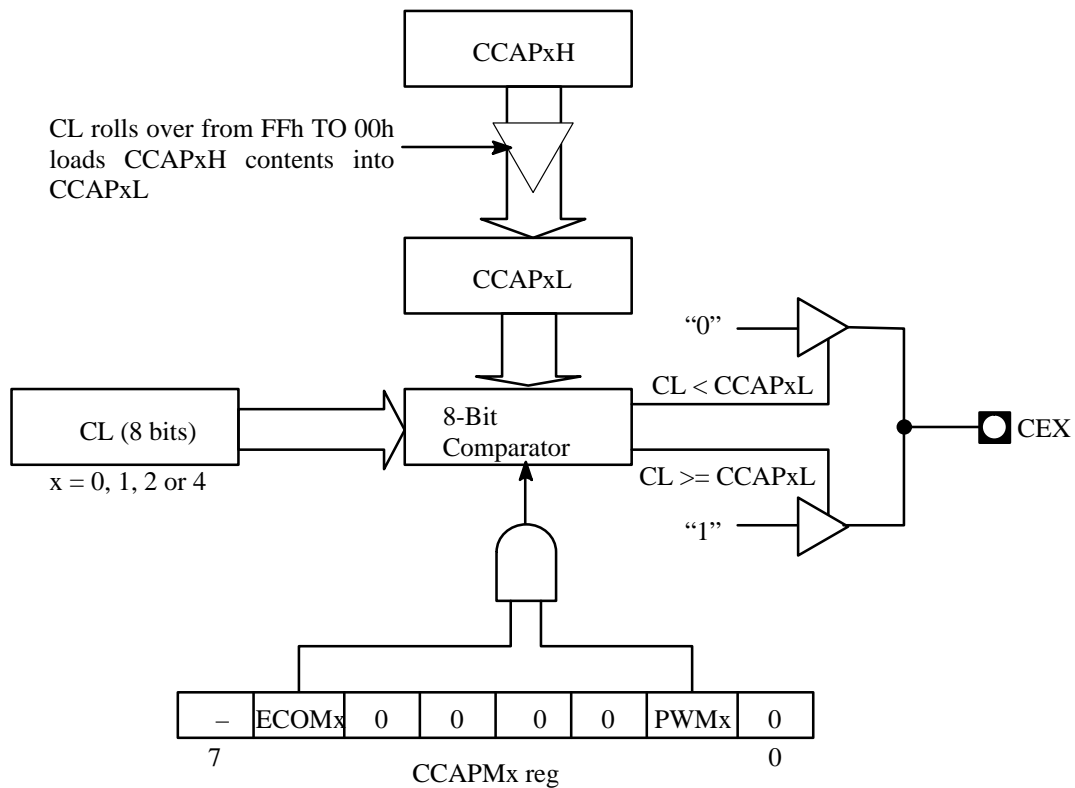 CCAPxH
CL rolls over from FFh TO 00h
loads CCAPxH contents into
CCAPxL
CCAPxL
“0”
CL < CCAPxL
CL (8 bits)
8-Bit
Comparator
CEX
x = 0, 1, 2 or 4
CL >= CCAPxL
“1”
– ECOMx 0 0 0 0 PWMx 0
7 0
CCAPMx reg